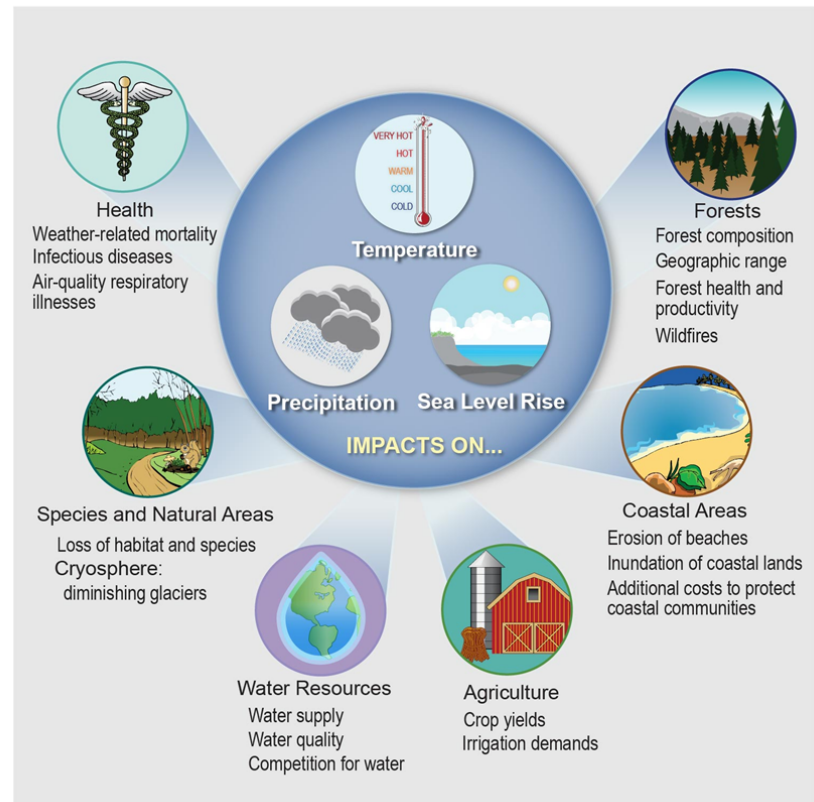 VERY HOT
HOT
WARM
COOL
COLD
Temperature
Precipitation
Sea Level Rise
IMPACTS ON...
Health
Weather-related mortality
Infectious diseases
Air-quality respiratory
illnesses
Forests
Forest composition
Geographic range
Forest health and
productivity
Wildfires
Species and Natural Areas
Loss of habitat and species
Cryosphere:
diminishing glaciers
Coastal Areas
Erosion of beaches
Inundation of coastal lands
Additional costs to protect
coastal communities
Water Resources
Water supply
Water quality
Competition for water
Agriculture
Crop yields
Irrigation demands